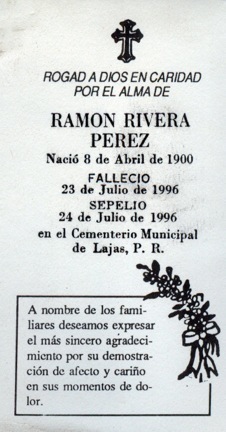 ROGAD A DIOS EN CARIDAD
POR EL ALMA DE
RAMON RIVERA
PEREZ
Nació 8 de Abril de 1900
FALLECIO
23 de Julio de 1996
SEPELIO
24 de Julio de 1996
en el Cementerio Municipal
de Lajas, P. R.
A nombre de los fami-
liares deseamos expresar
el más sincero agradeci-
miento por su demostra-
ción de afecto y cariño
en sus momentos de do-
lor.